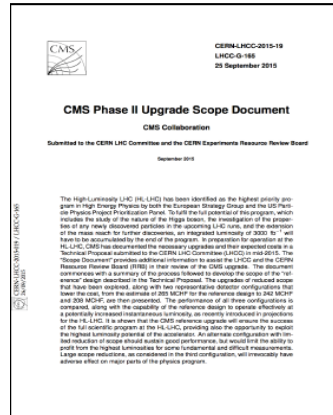 CMS
CERN-LHCC-2015-19
LHCC-G-165
25 September 2015
CMS Phase II Upgrade Scope Document
CMS Collaboration
Submitted to the CERN LHC Committee and the CERN Experiments Resource Review Board
September 2015
The High-Luminosity LHC (HL-LHC) has been identified as the highest priority pro-
gram in High Energy Physics by both the European Strategy Group and the US Parti-
cle Physics Project Prioritization Panel. To fulfil the full potential of this program, which
includes the study of the nature of the Higgs boson, the investigation of the proper-
ties of any newly discovered particles in the upcoming LHC runs, and the extension
of the mass reach for further discoveries, an integrated luminosity of 3000 fb⁻¹ will
have to be accumulated by the end of the program. In preparation for operation at the
HL-LHC, CMS has documented the necessary upgrades and their expected costs in a
Technical Proposal submitted to the CERN LHC Committee (LHCC) in mid-2015. The
"Scope Document" provides additional information to assist the LHCC and the CERN
Resource Review Board (RRB) in their review of the CMS upgrade. The document
commences with a summary of the process followed to develop the scope of the "ref-
erence" design described in the Technical Proposal. The upgrades of reduced scope
that have been explored, along with two representative detector configurations that
lower the cost, from the estimate of 265 MCHF for the reference design to 242 MCHF
and 208 MCHF, are then presented. The performance of all three configurations is
compared, along with the capability of the reference design to operate effectively at
a potentially increased instantaneous luminosity, as recently introduced in projections
for the HL-LHC. It is shown that the CMS reference upgrade will ensure the success
of the full scientific program at the HL-LHC, providing also the opportunity to exploit
the highest luminosity potential of the accelerator. An alternate configuration with lim-
ited reduction of scope should sustain good performance, but would limit the ability to
profit from the highest luminosities for some fundamental and difficult measurements.
Large scope reductions, as considered in the third configuration, will irrevocably have
adverse effect on major parts of the physics program.
CERN-LHCC-2015-019 / LHCC-G-165